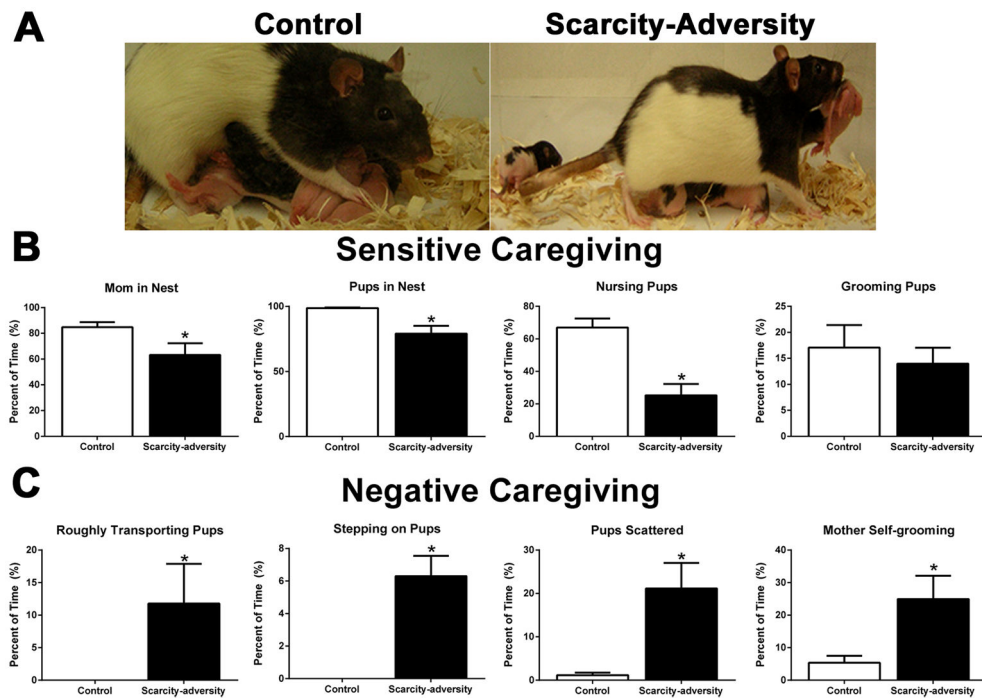 A
Control
Scarcity-Adversity
B
Sensitive Caregiving
Mom in Nest
Percent of Time (%)
100
80
60
40
20
0
*
Control
Scarcity-adversity
Pups in Nest
Percent of Time (%)
100
50
0
*
Control
Scarcity-adversity
Nursing Pups
Percent of Time (%)
80
60
40
20
0
*
Control
Scarcity-adversity
Grooming Pups
Percent of Time (%)
25
20
15
10
5
0
Control
Scarcity-adversity
C
Negative Caregiving
Roughly Transporting Pups
Percent of Time (%)
20
15
10
5
0
*
Control
Scarcity-adversity
Stepping on Pups
Percent of Time (%)
8
6
4
2
0
*
Control
Scarcity-adversity
Pups Scattered
Percent of Time (%)
30
20
10
0
*
Control
Scarcity-adversity
Mother Self-grooming
Percent of Time (%)
40
30
20
10
0
*
Control
Scarcity-adversity